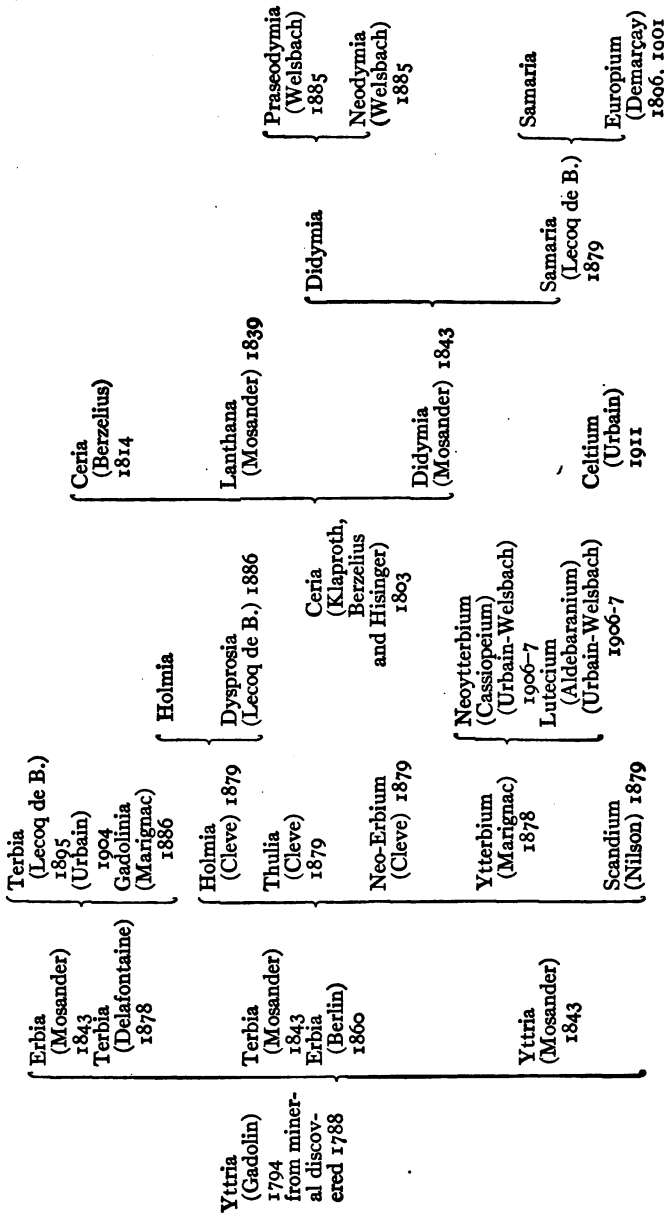 Yttria
(Gadolin)
1794
from miner-
al discov-
ered 1788
Erbia
(Mosander)
1843
Terbia
(Delafontaine)
1878
Terbia
(Mosander)
1843
Erbia
(Berlin)
1860
Yttria
(Mosander)
1843
Terbia
(Lecoq de B.)
1895
(Urbain)
1904
Gadolinia
(Marignac)
1886
Holmia
(Cleve) 1879
Thulia
(Cleve)
1879
Neo-Erbium
(Cleve) 1879
Ytterbium
(Marignac)
1878
Scandium
(Nilson) 1879
Holmia
Dysprosia
(Lecoq de B.) 1886
Neoytterbium
(Cassiopeium)
(Urbain-Welsbach)
1906-7
Lutecium
(Aldebaranium)
(Urbain-Welsbach)
1906-7
Celtium
(Urbain)
1911
Ceria
(Klaproth,
Berzelius
and Hisinger)
1803
Ceria
(Berzelius)
1814
Lanthana
(Mosander) 1839
Didymia
(Mosander) 1843
Didymia
Samaria
(Lecoq de B.)
1879
Praseodymia
(Welsbach)
1885
Neodymia
(Welsbach)
1885
Samaria
Europium
(Demarçay)
1896, 1901